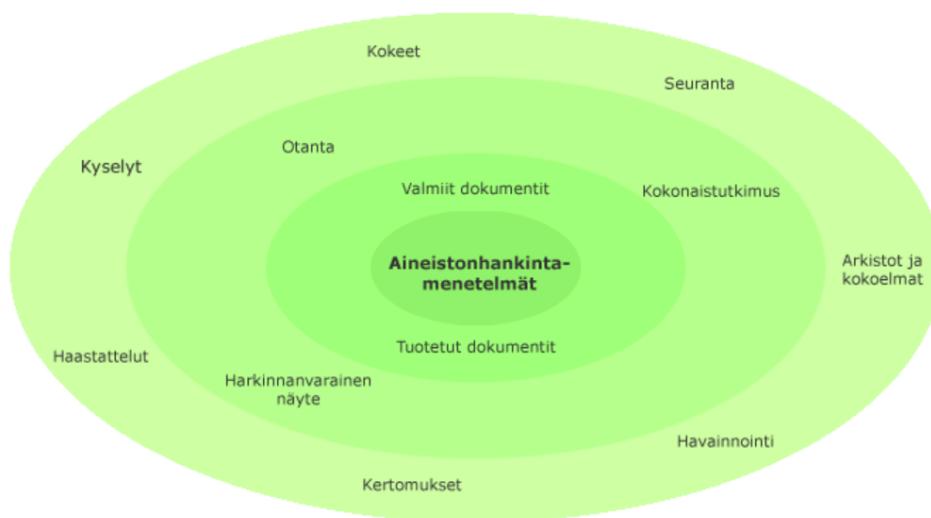 Kokeet
Seuranta
Otanta
Kyselyt
Valmiit dokumentit
Kokonaistutkimus
Aineistonhankinta-
menetelmät
Arkistot ja
kokoelmat
Tuotetut dokumentit
Haastattelut
Harkinnanvarainen
näyte
Havainnointi
Kertomukset